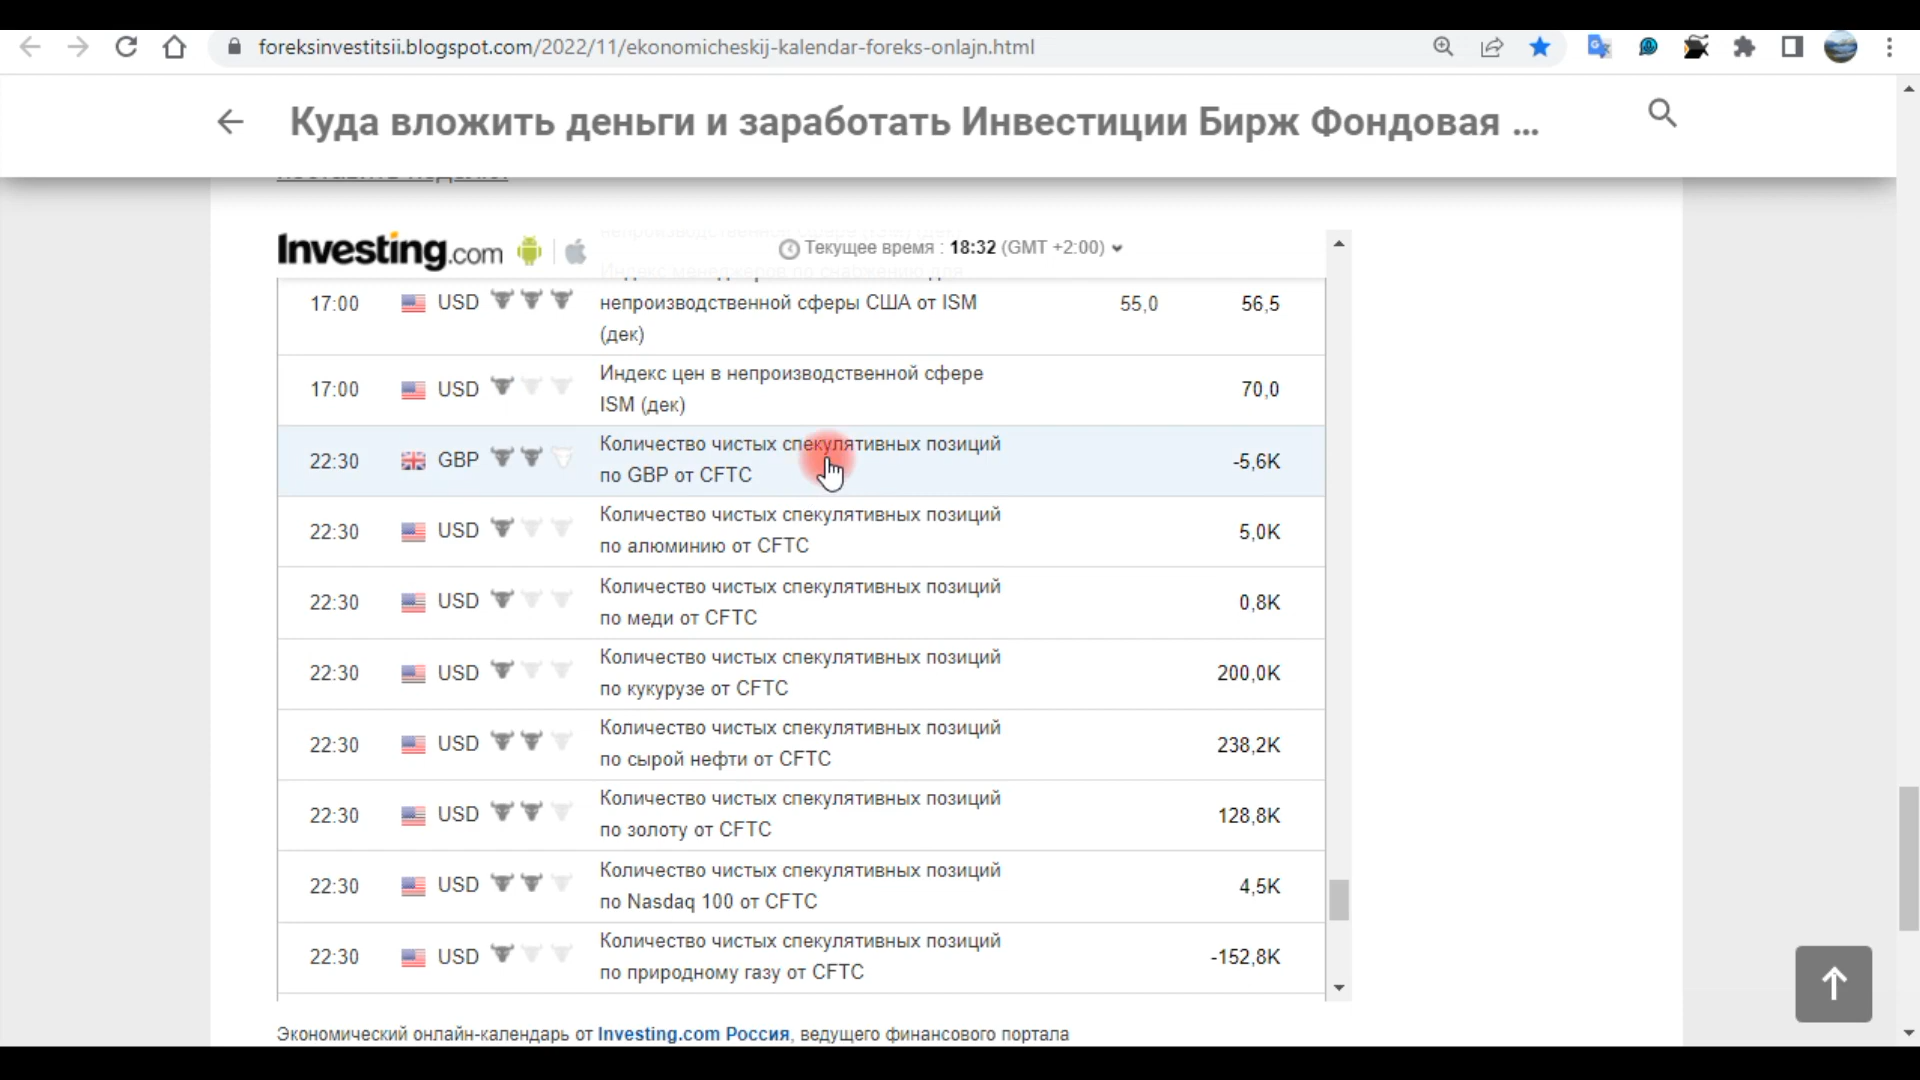 foreksinvestitsii.blogspot.com/2022/11/ekonomicheskij-kalendar-foreks-onlajn.html
Куда вложить деньги и заработать Инвестиции Бирж Фондовая ...
Investing.com
Текущее время : 18:32 (GMT +2:00)
17:00 USD непроизводственной сферы США от ISM 55,0 56,5
(дек)
17:00 USD Индекс цен в непроизводственной сфере 70,0
ISM (дек)
22:30 GBP Количество чистых спекулятивных позиций -5,6K
по GBP от CFTC
22:30 USD Количество чистых спекулятивных позиций 5,0K
по алюминию от CFTC
22:30 USD Количество чистых спекулятивных позиций 0,8K
по меди от CFTC
22:30 USD Количество чистых спекулятивных позиций 200,0K
по кукурузе от CFTC
22:30 USD Количество чистых спекулятивных позиций 238,2K
по сырой нефти от CFTC
22:30 USD Количество чистых спекулятивных позиций 128,8K
по золоту от CFTC
22:30 USD Количество чистых спекулятивных позиций 4,5K
по Nasdaq 100 от CFTC
22:30 USD Количество чистых спекулятивных позиций -152,8K
по природному газу от CFTC
Экономический онлайн-календарь от Investing.com Россия, ведущего финансового портала